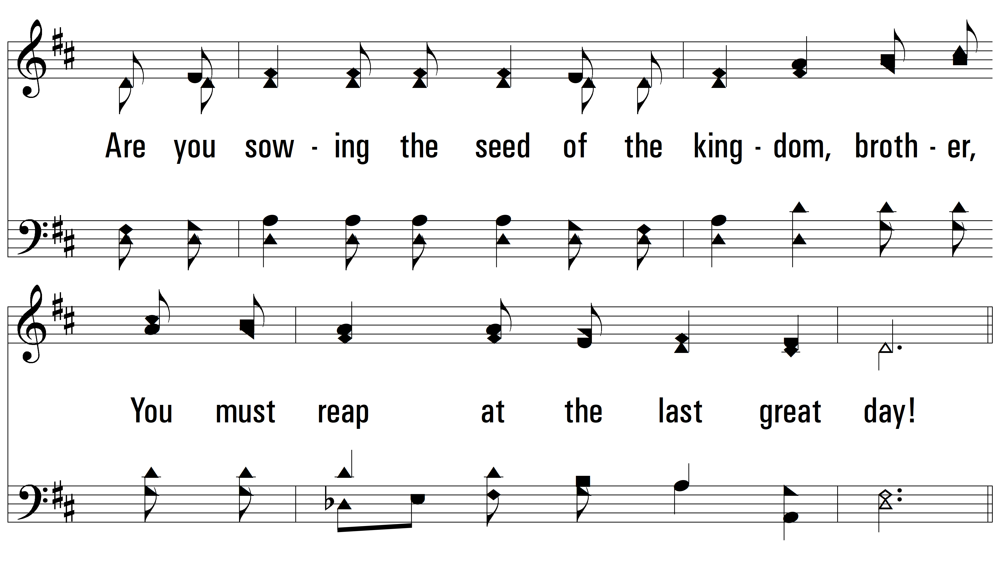 Are you sow - ing the seed of the king - dom, broth - er,
You must reap at the last great day!